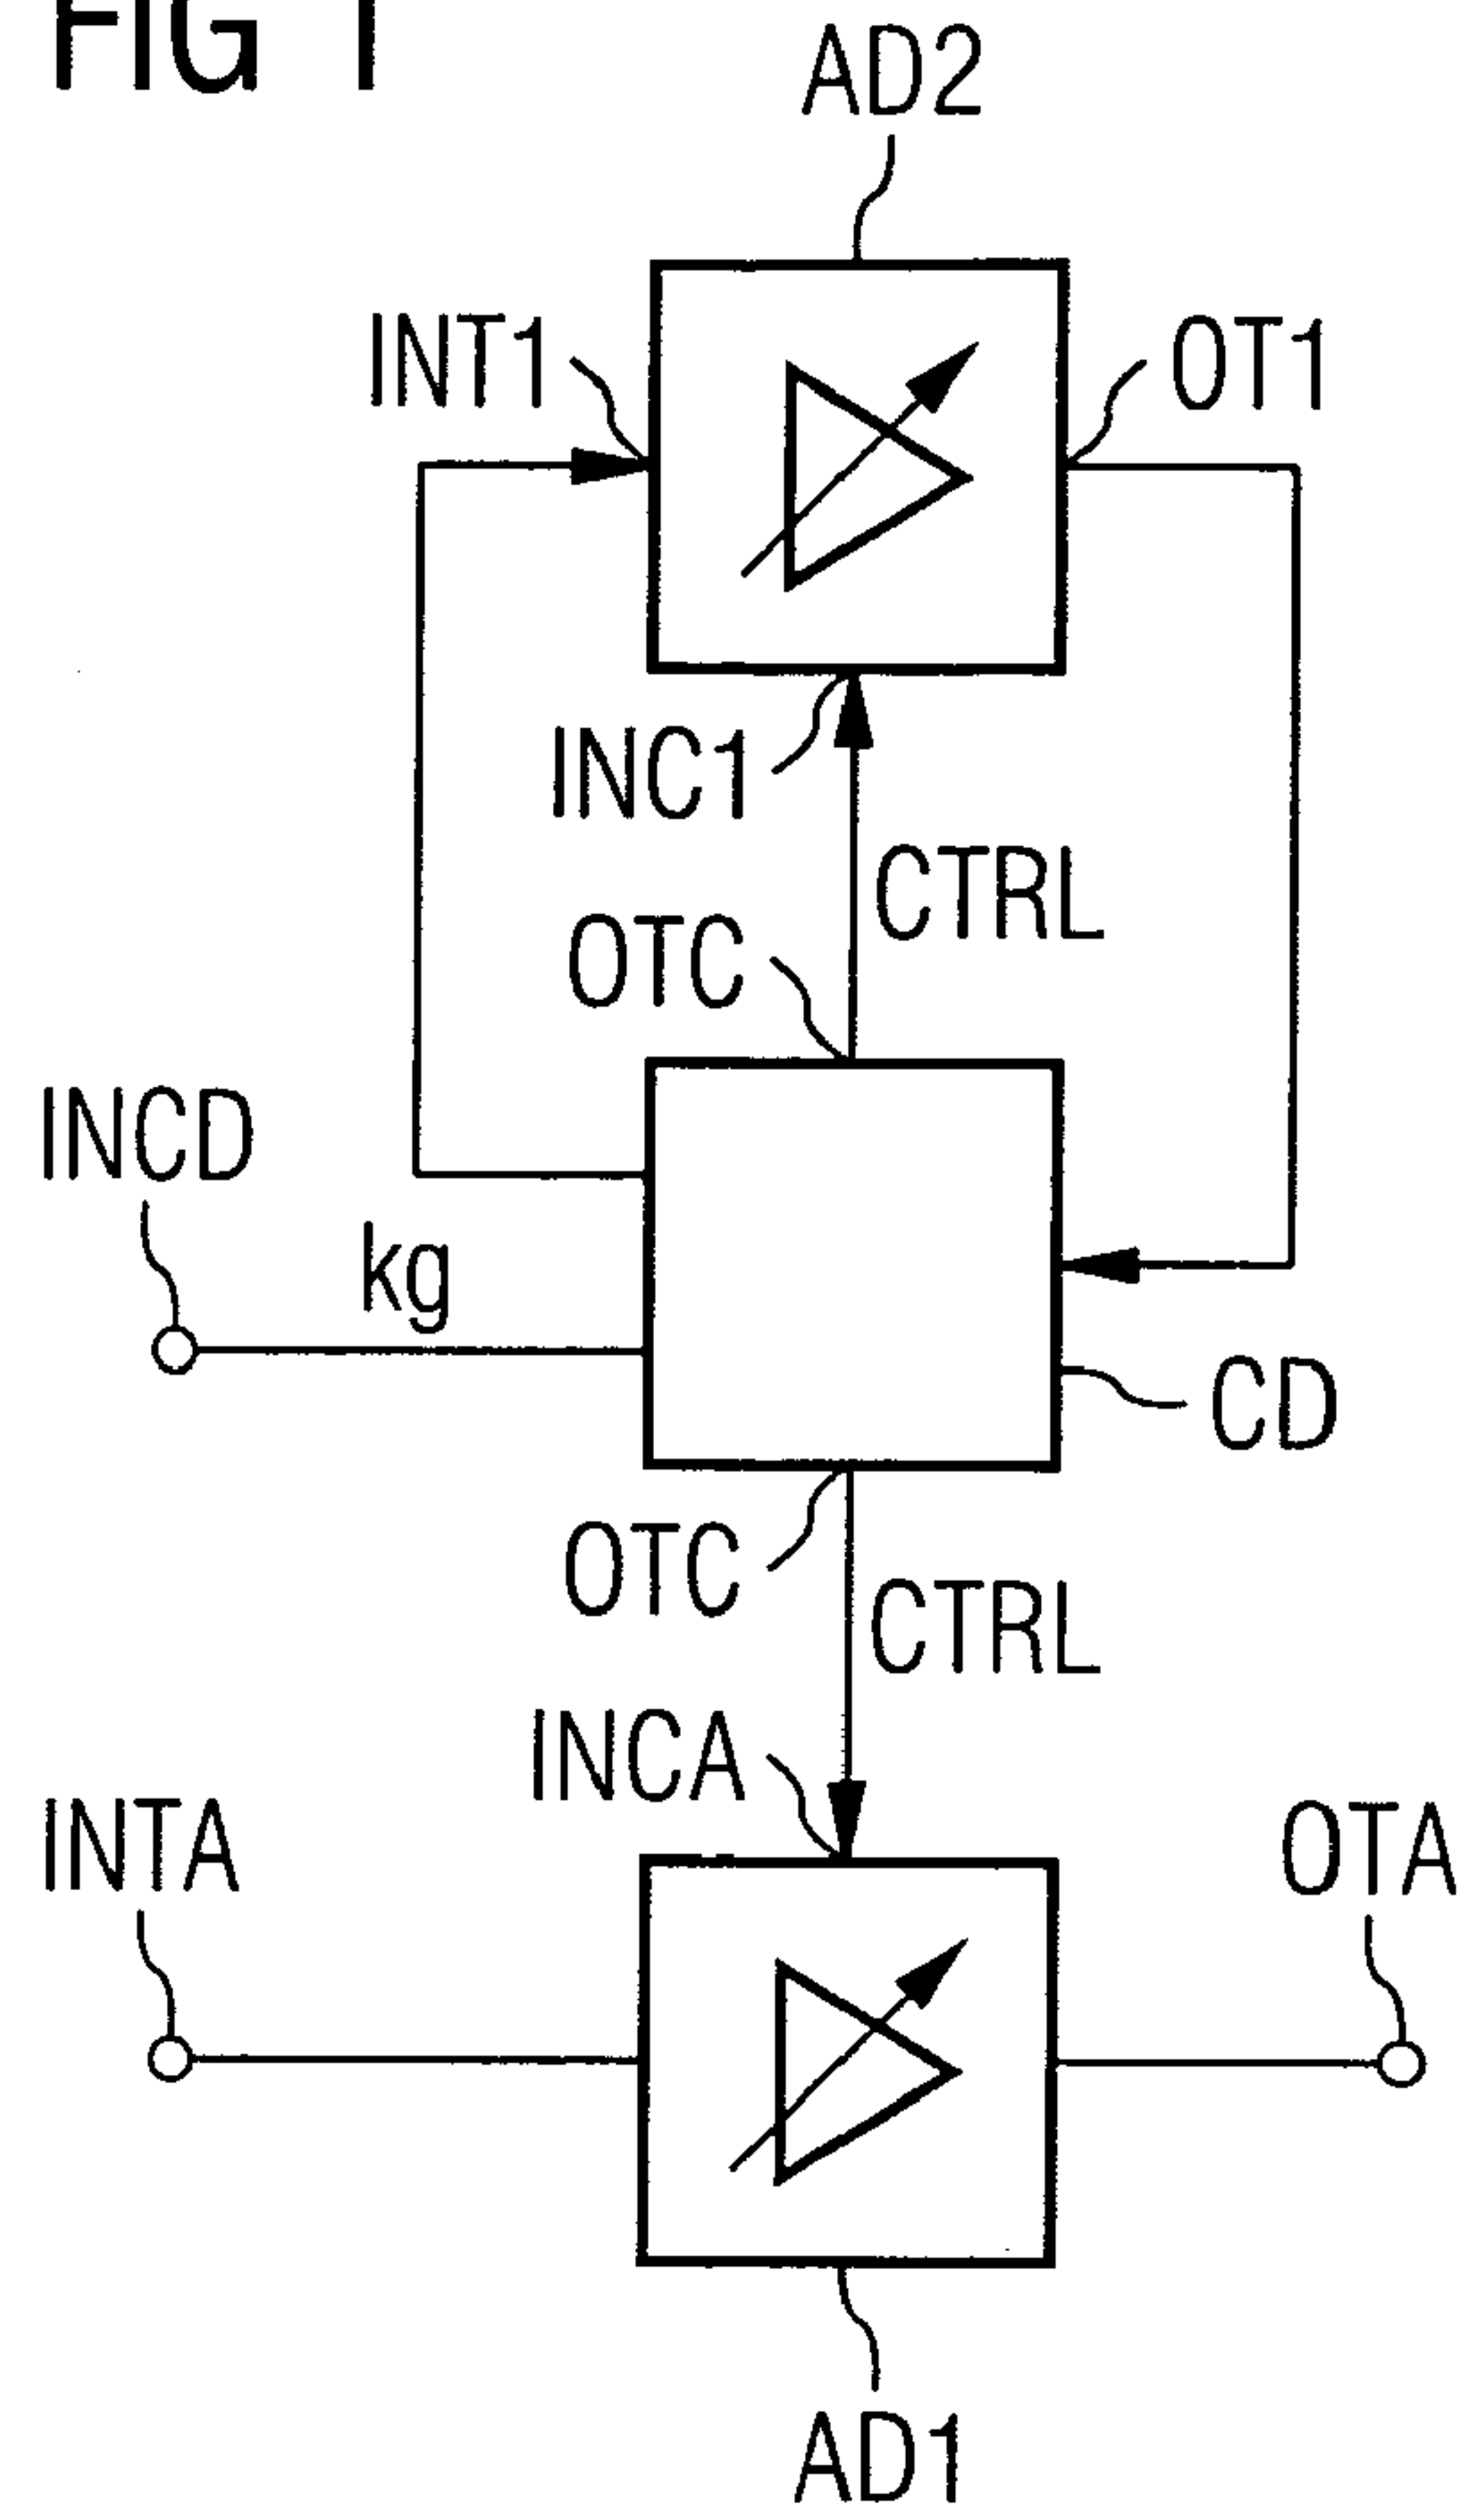 FIG 1
AD2
INT1
OT1
INC1
CTRL
OTC
INCD
kg
CD
OTC
CTRL
INCA
INTA
OTA
AD1